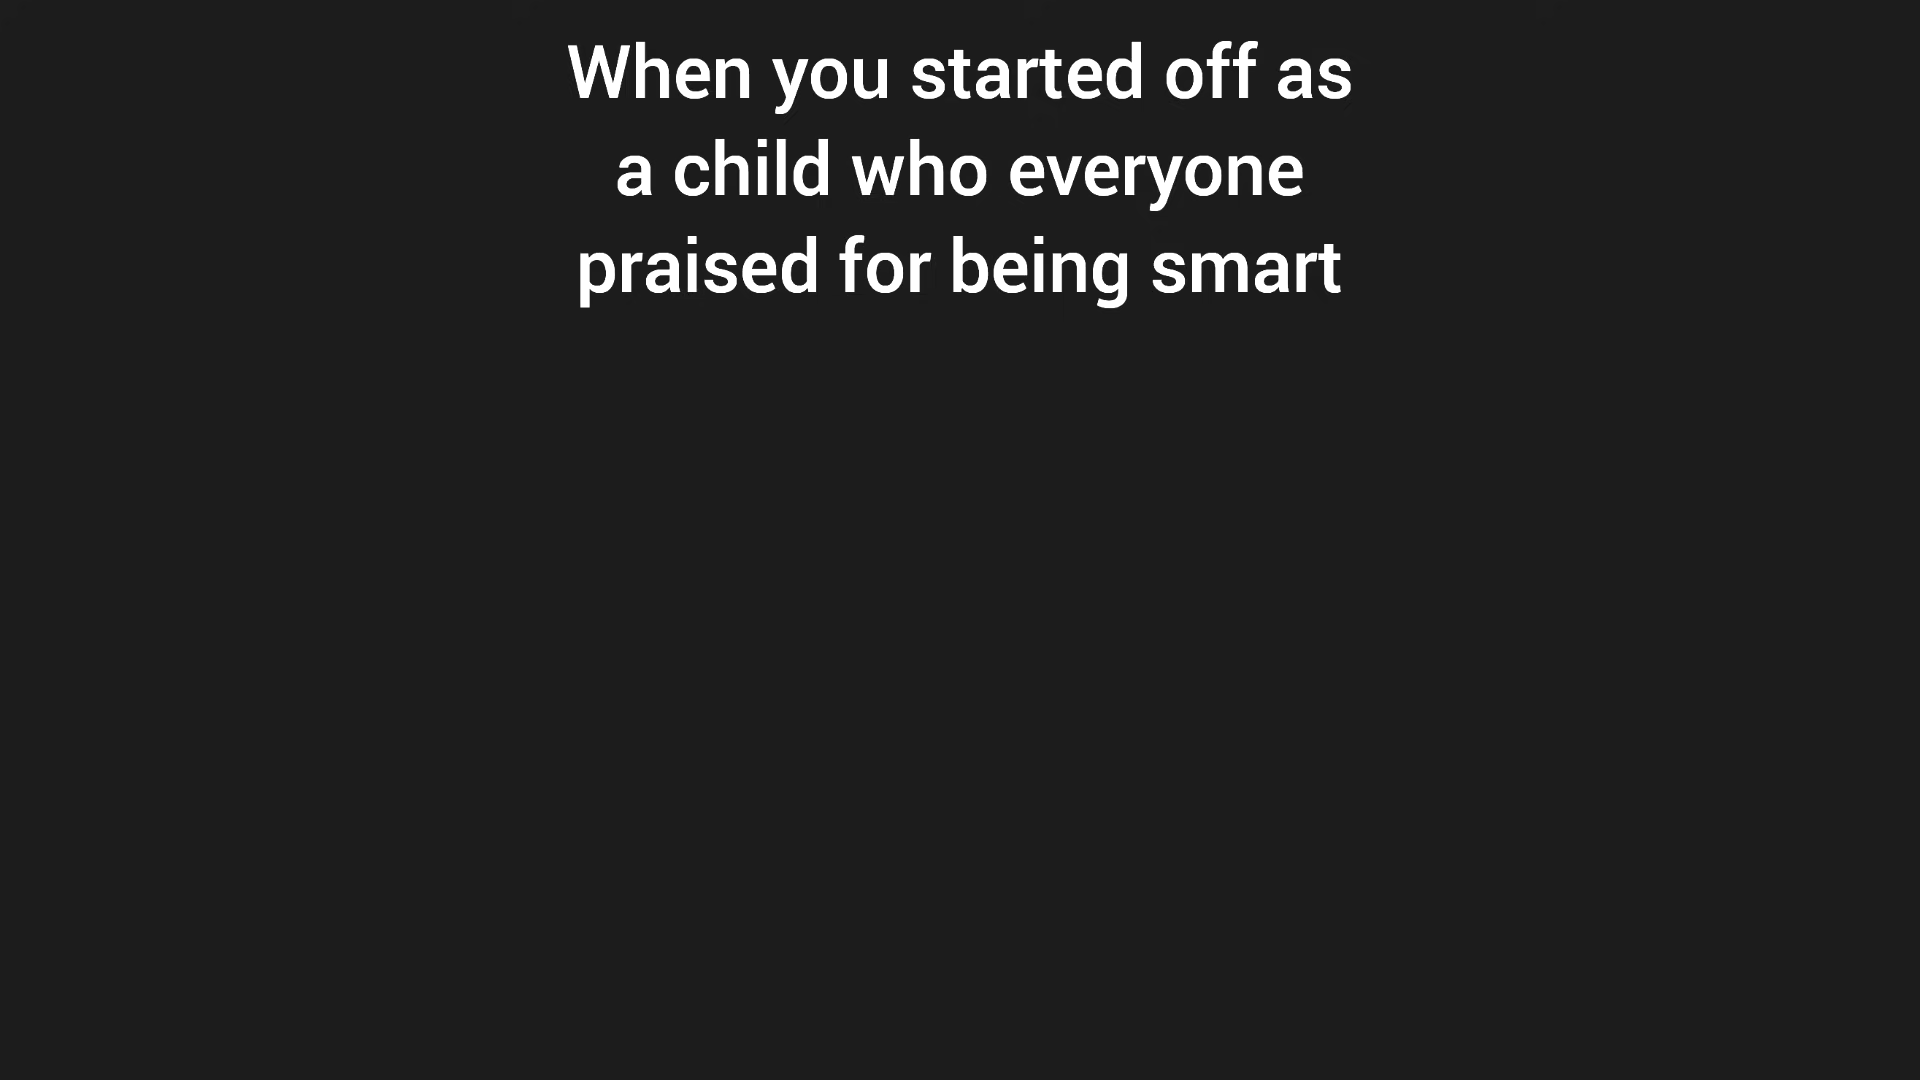 When you started off as
a child who everyone
praised for being smart